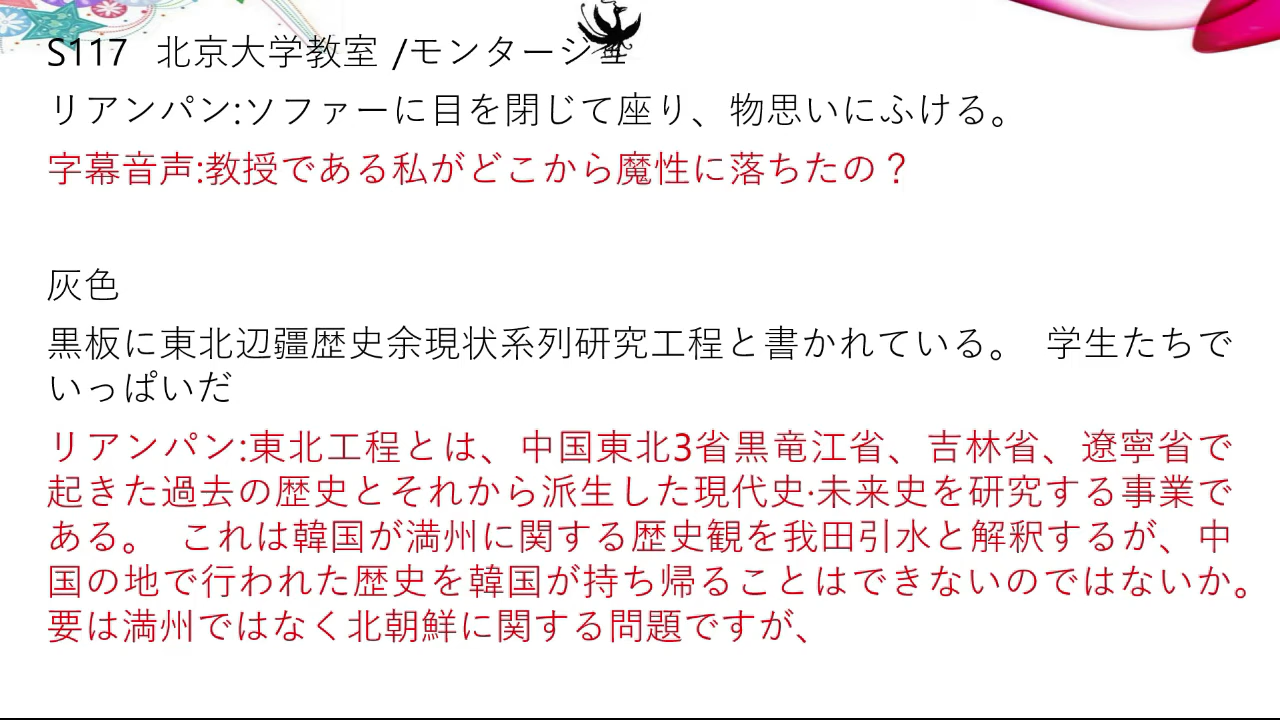 S117 北京大学教室 /モンタージュ
リアンパン:ソファーに目を閉じて座り、物思いにふける。
字幕音声:教授である私がどこから魔性に落ちたの？
灰色
黒板に東北辺疆歴史余現状系列研究工程と書かれている。 学生たちで
いっぱいだ
リアンパン:東北工程とは、中国東北3省黒竜江省、吉林省、遼寧省で
起きた過去の歴史とそれから派生した現代史·未来史を研究する事業で
ある。 これは韓国が満州に関する歴史観を我田引水と解釈するが、中
国の地で行われた歴史を韓国が持ち帰ることはできないのではないか。
要は満州ではなく北朝鮮に関する問題ですが、